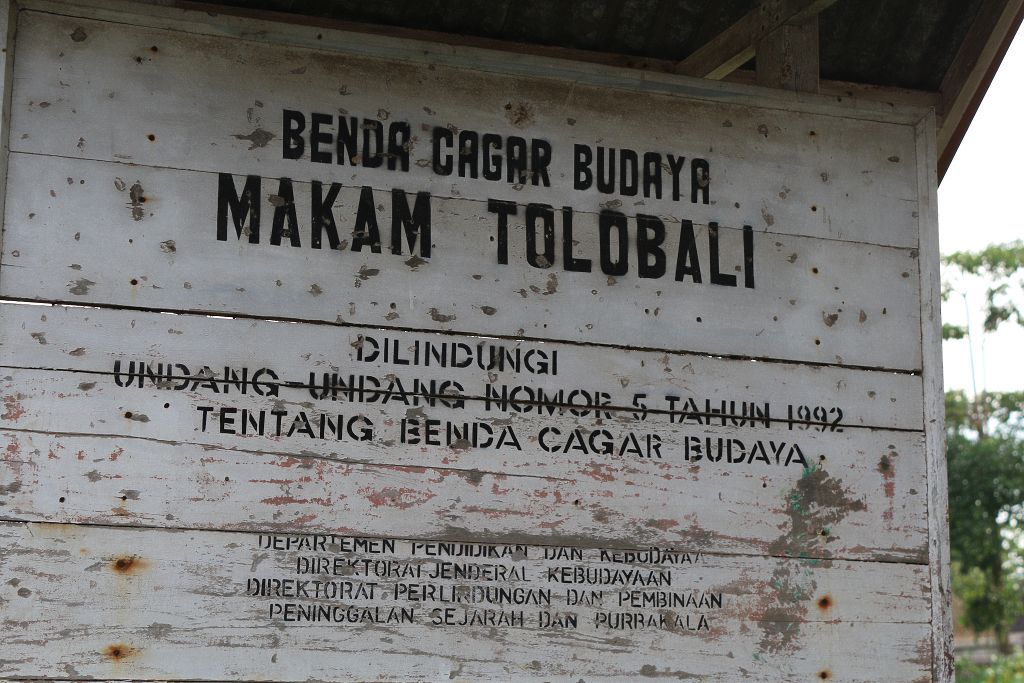 BENDA CAGAR BUDAYA
MAKAM TOLOBALI
DILINDUNGI
UNDANG-UNDANG NOMOR 5 TAHUN 1992
TENTANG BENDA CAGAR BUDAYA
DEPARTEMEN PENDIDIKAN DAN KEBUDAYAA
DIREKTORAT JENDERAL KEBUDAYAAN
DIREKTORAT PERLINDUNGAN DAN PEMBINAAN
PENINGGALAN SEJARAH DAN PURBAKALA